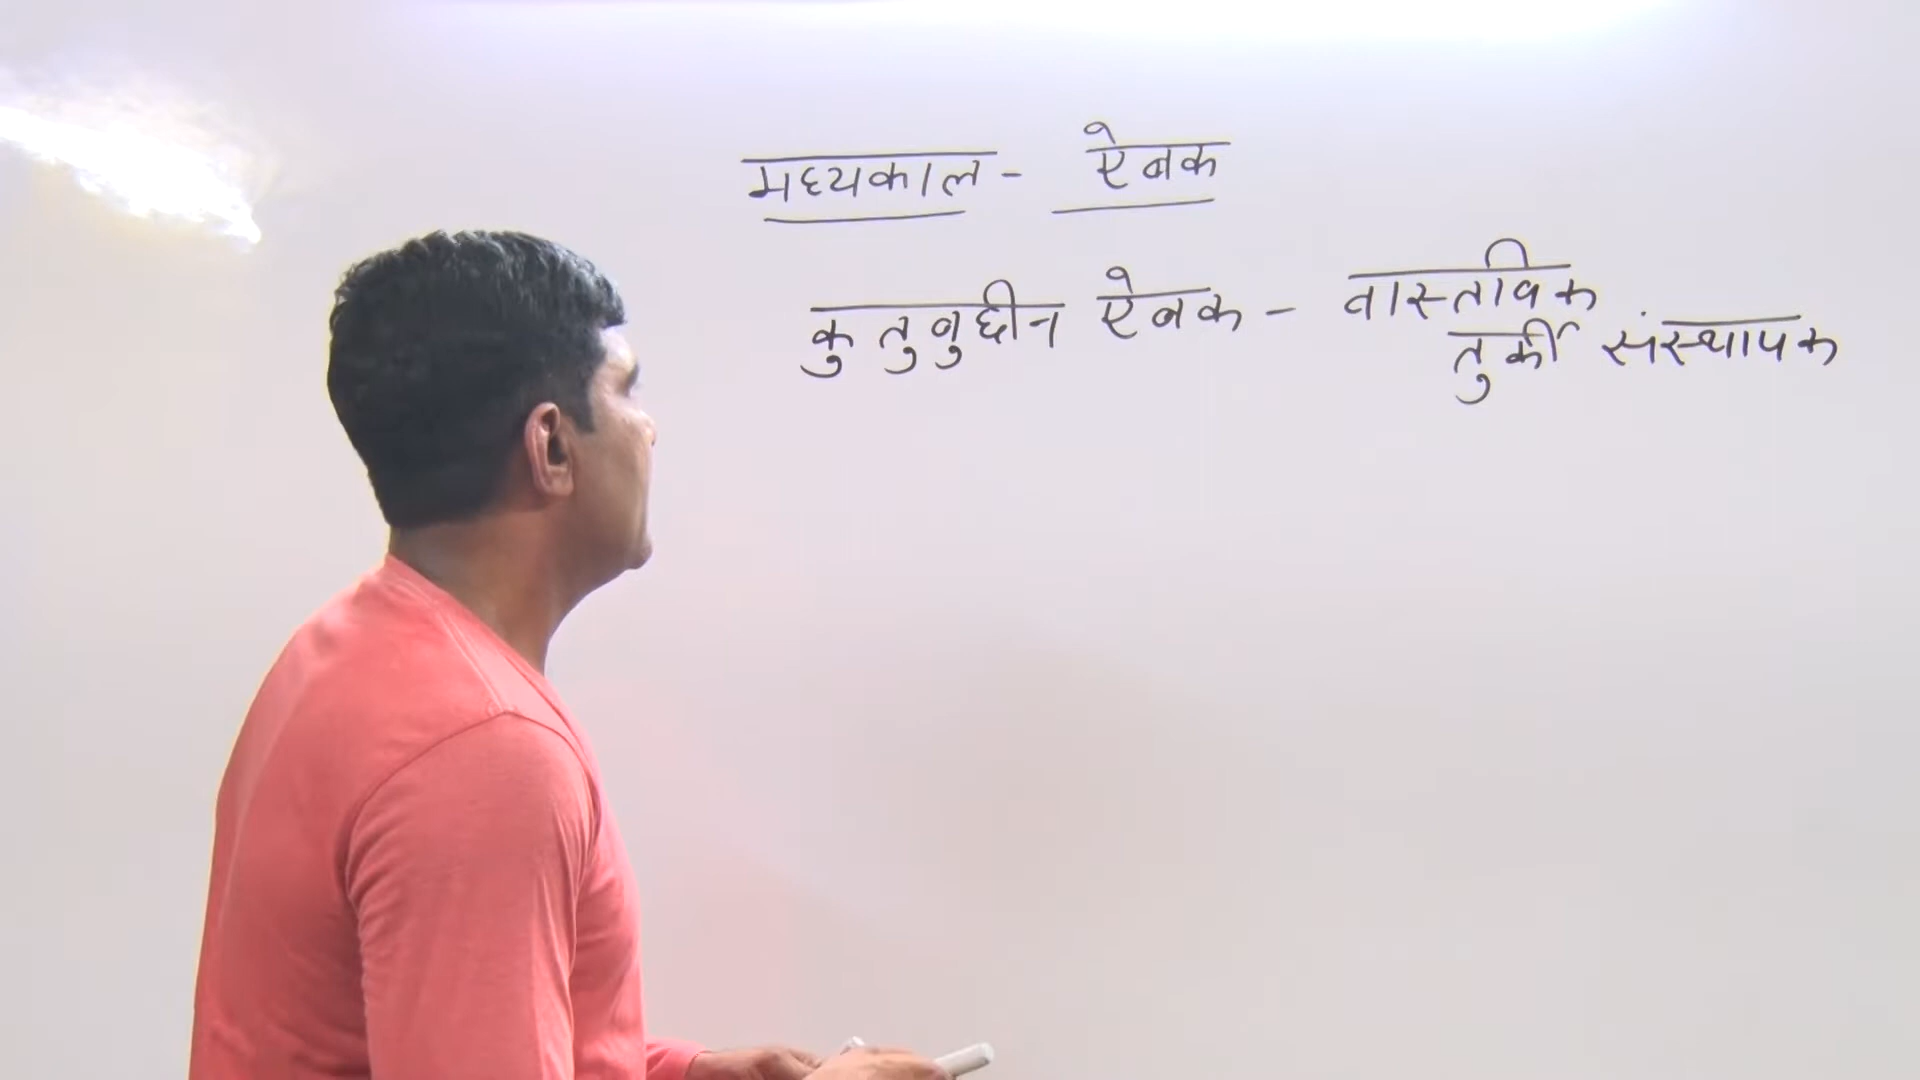 मध्यकाल - ऐबक
कुतुबुद्दीन ऐबक - वास्तविक
तुर्की संस्थापक